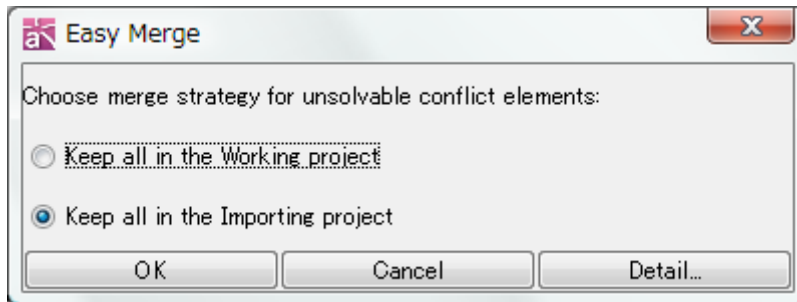 Easy Merge
Choose merge strategy for unsolvable conflict elements:
Keep all in the Working project
Keep all in the Importing project
OK Cancel Detail...